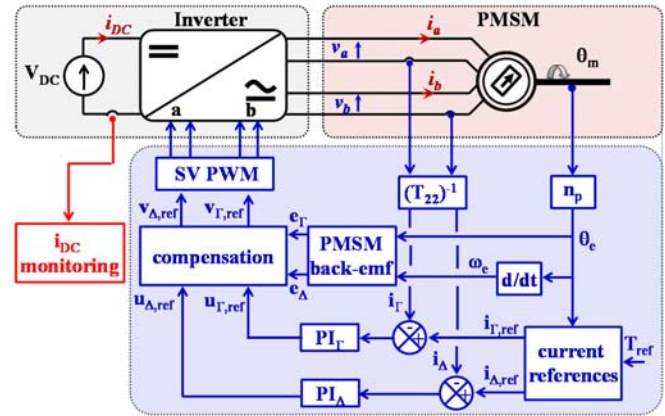 Inverter
PMSM
i_DC
V_DC
a
b
v_a
i_a
v_b
i_b
θ_m
SV PWM
(T_22)^-1
n_p
v_Δ,ref
v_Γ,ref
i_DC
monitoring
compensation
e_Γ
e_Δ
PMSM
back-emf
θ_e
ω_e
d/dt
u_Δ,ref
u_Γ,ref
i_Γ
PI_Γ
i_Γ,ref
T_ref
current
references
i_Δ
i_Δ,ref
PI_Δ